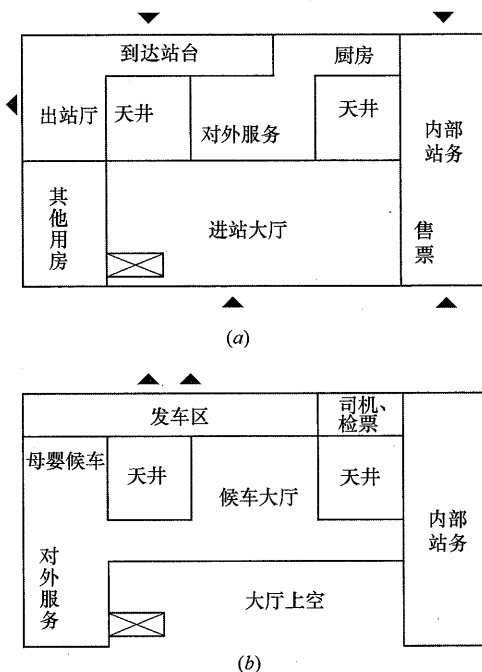 到达站台
厨房
出站厅
天井
对外服务
天井
内部
站务
其他用房
进站大厅
售票
(a)
发车区
司机、
检票
母婴候车
天井
候车大厅
天井
内部
站务
对外服务
大厅上空
(b)